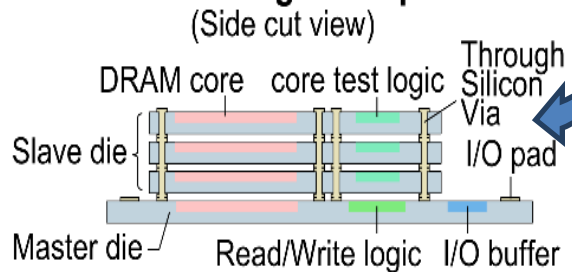 (Side cut view)
Through
Silicon
Via
DRAM core
core test logic
Slave die
I/O pad
Master die
Read/Write logic
I/O buffer